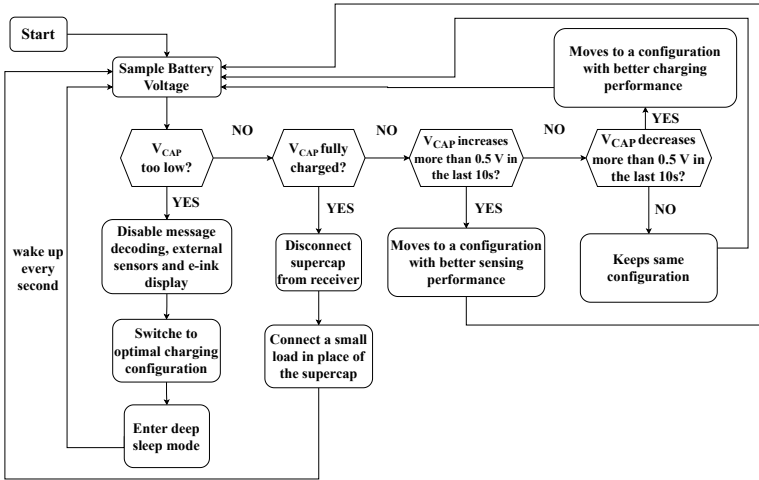 Start
Sample Battery
Voltage
Moves to a configuration
with better charging
performance
YES
NO
NO
NO
V_CAP
too low?
V_CAP fully
charged?
V_CAP increases
more than 0.5 V in
the last 10s?
V_CAP decreases
more than 0.5 V in
the last 10s?
YES
YES
YES
NO
wake up
every
second
Disable message
decoding, external
sensors and e-ink
display
Disconnect
supercap
from receiver
Moves to a configuration
with better sensing
performance
Keeps same
configuration
Switche to
optimal charging
configuration
Connect a small
load in place of
the supercap
Enter deep
sleep mode